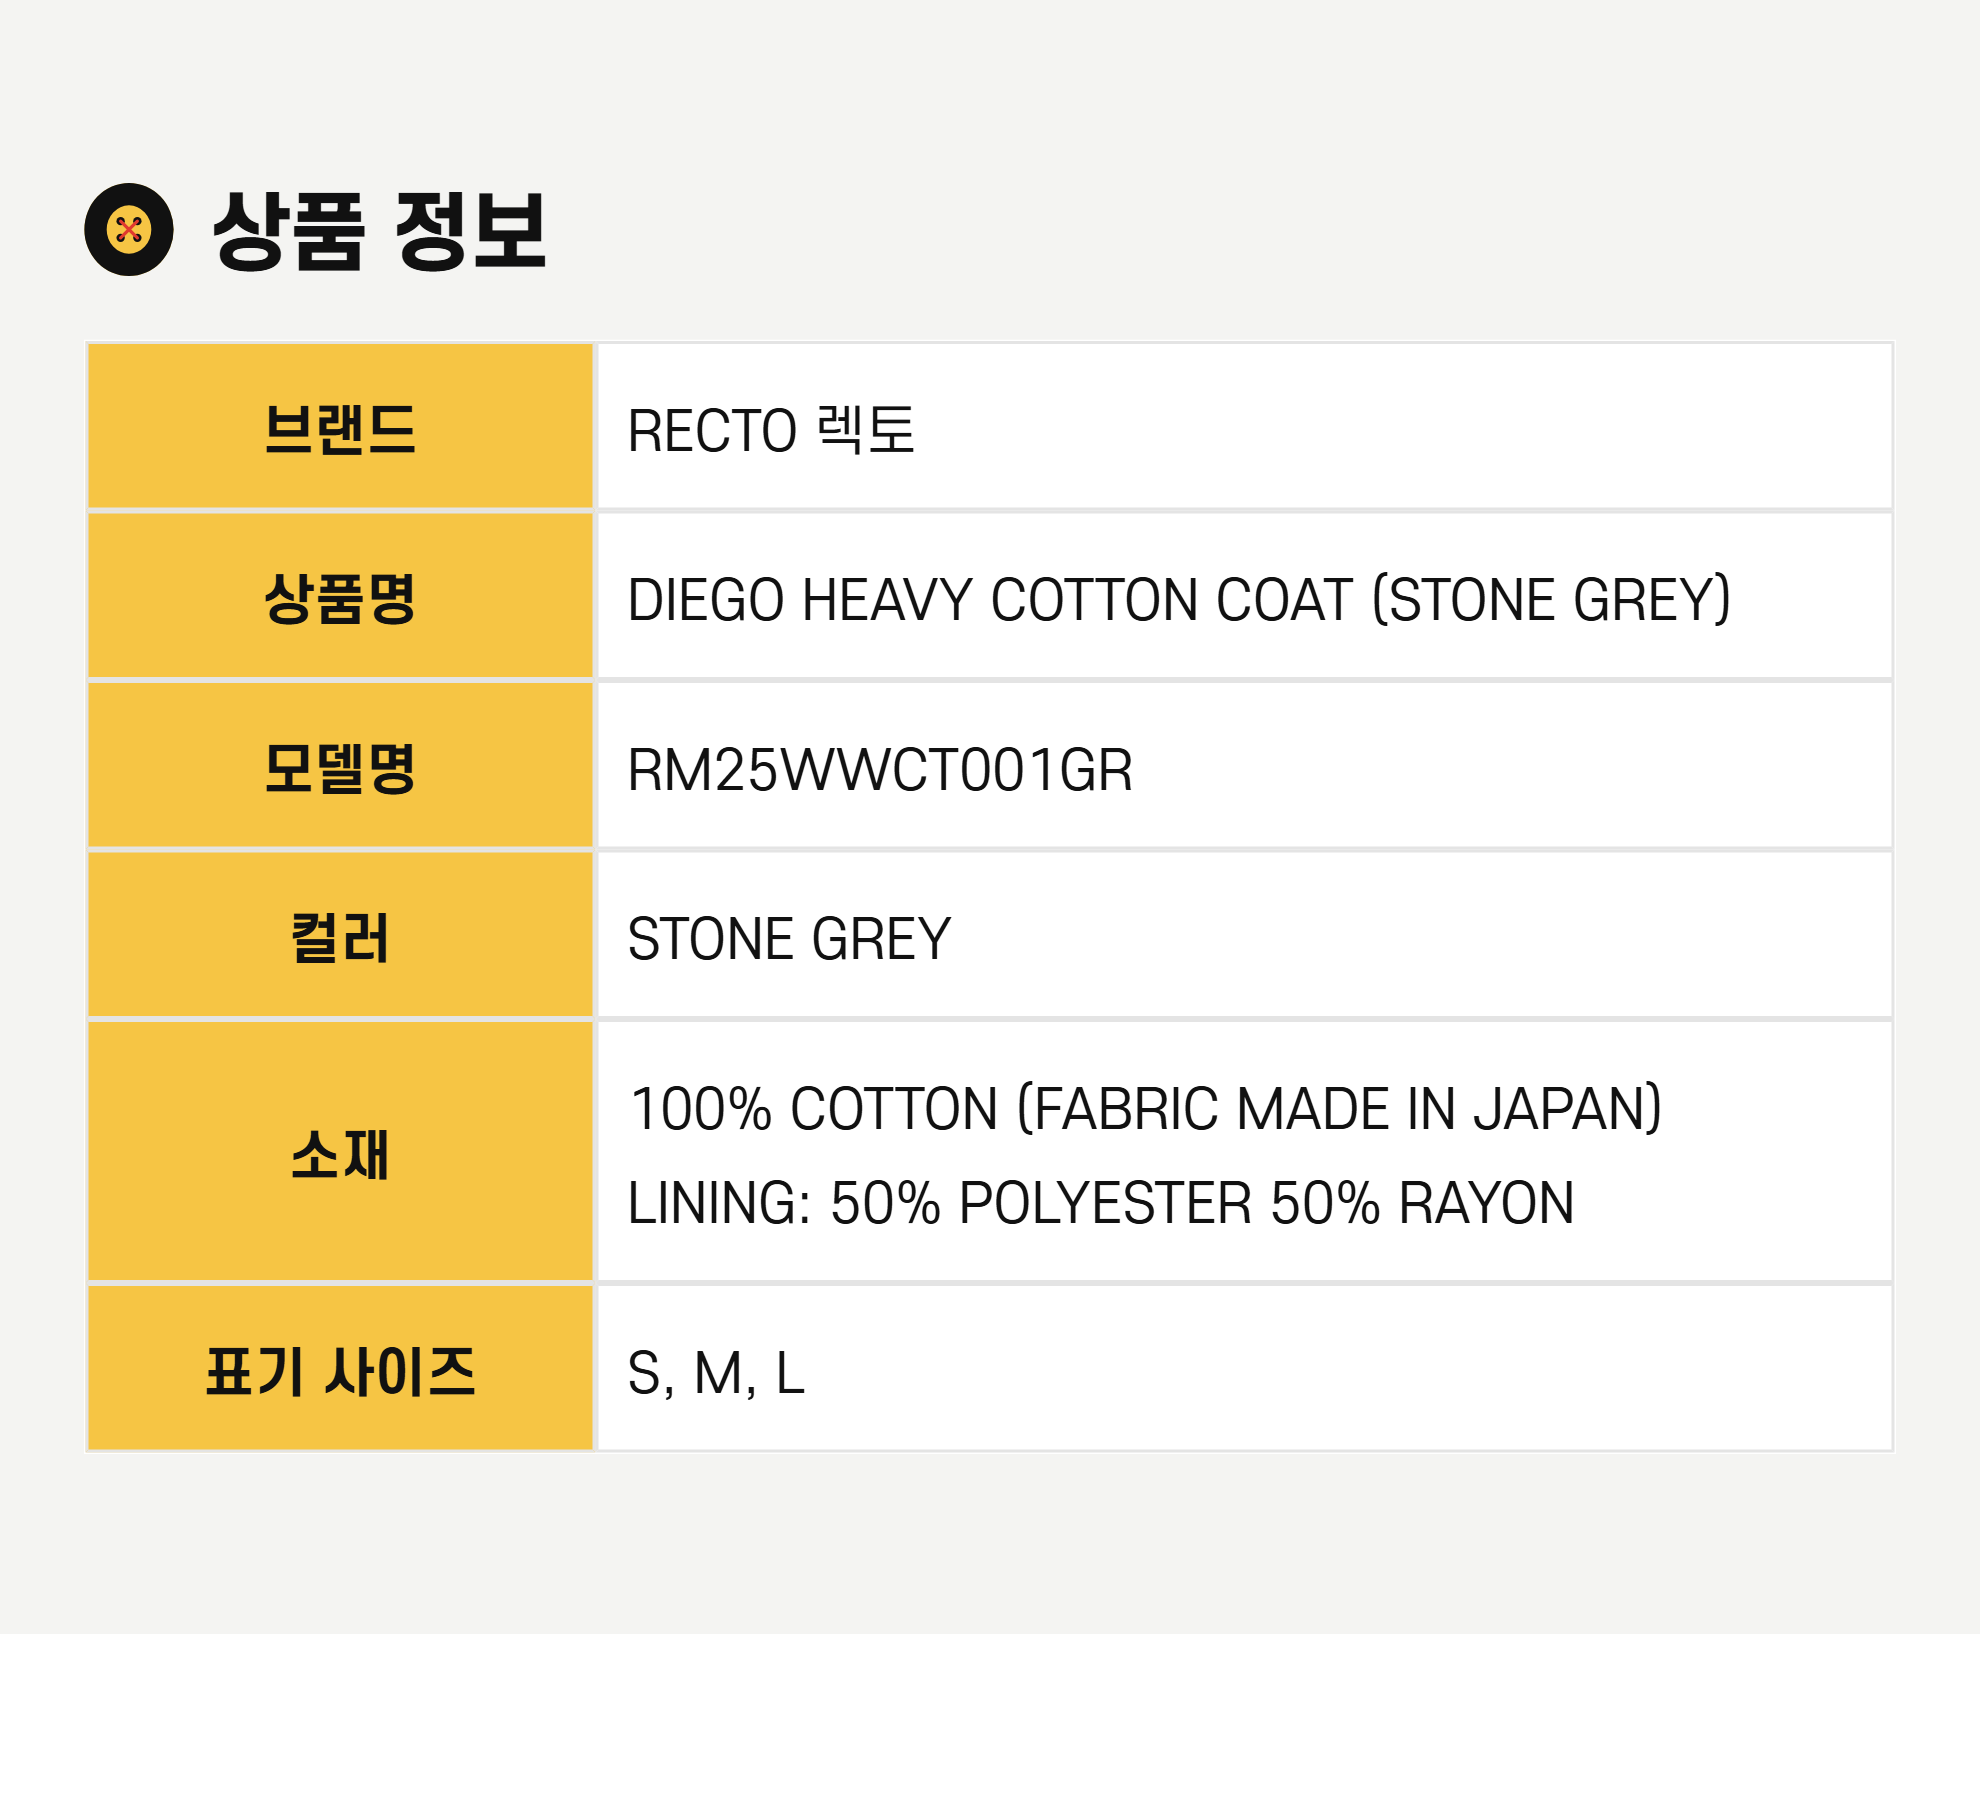 상품 정보
브랜드
RECTO 렉토
상품명
DIEGO HEAVY COTTON COAT (STONE GREY)
모델명
RM25WWCT001GR
컬러
STONE GREY
소재
100% COTTON (FABRIC MADE IN JAPAN)
LINING: 50% POLYESTER 50% RAYON
표기 사이즈
S, M, L